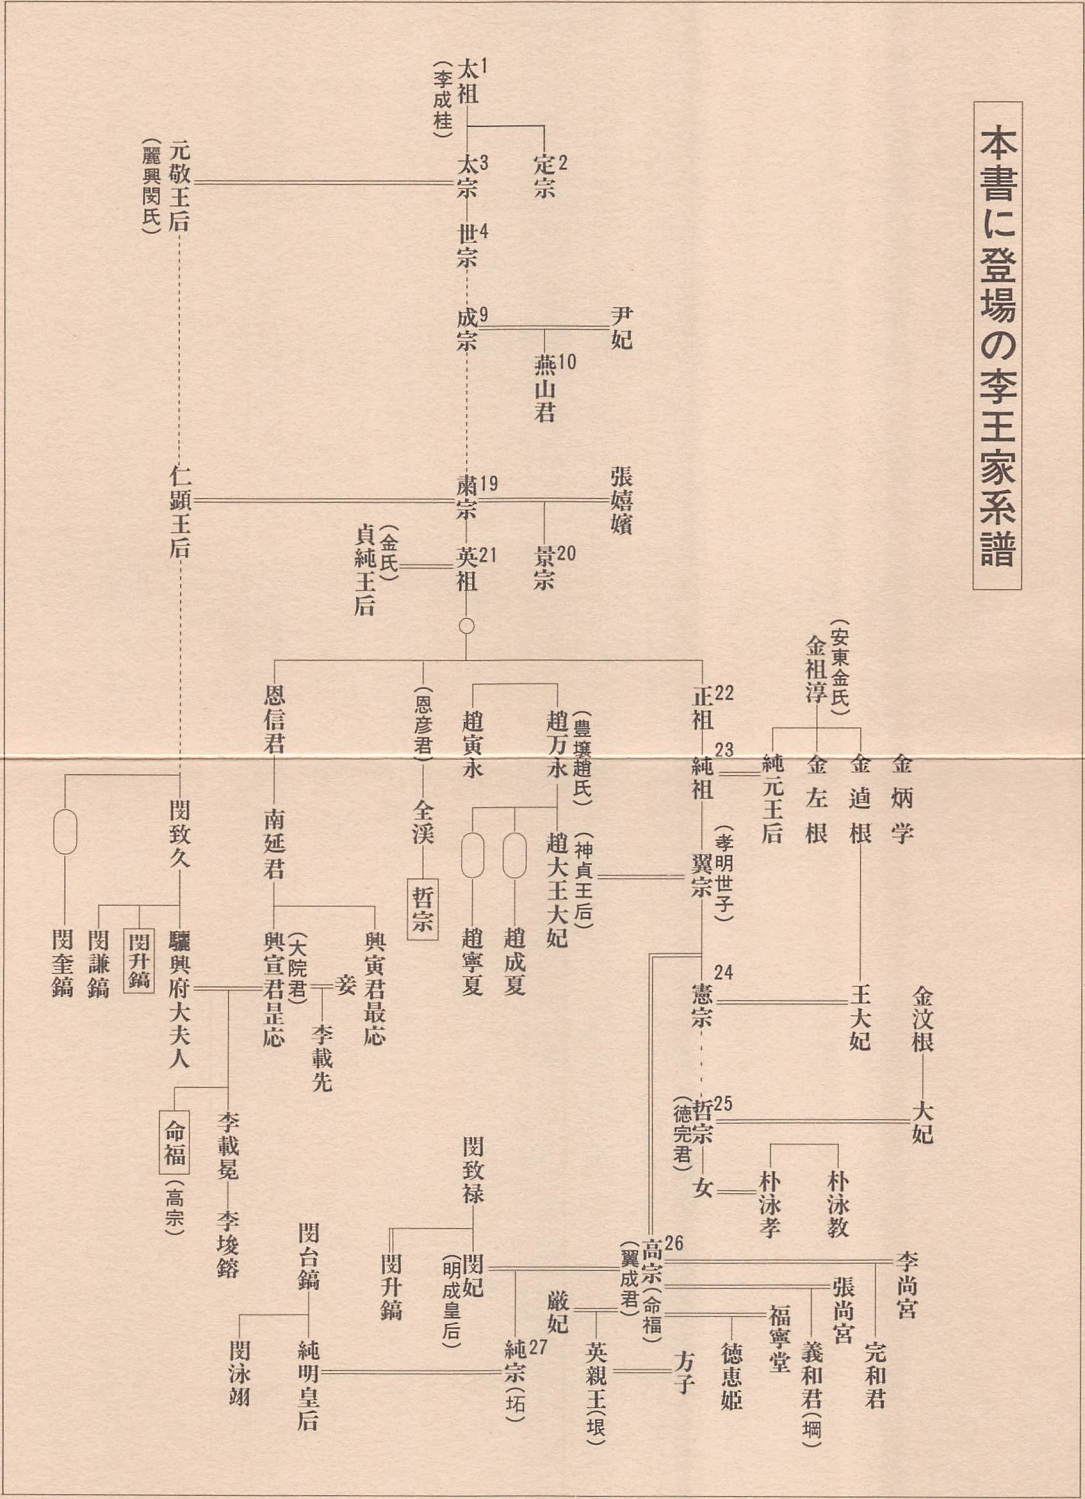 本書に登場の李王家系譜
太祖1
(李成桂)
定宗2
太宗3
元敬王后
(驪興閔氏)
世宗4
成宗9
尹妃
燕山君10
粛宗19
張嬉嬪
仁顕王后
景宗20
英祖21
(金氏)
貞純王后
(安東金氏)
金祖淳
金炳学
金逌根
金左根
純元王后
正祖22
純祖23
(孝明世子)
翼宗
(豊壌趙氏)
趙万永
趙寅永
(神貞王后)
趙大王大妃
趙成夏
趙寧夏
(恩彦君)
全渓
哲宗
恩信君
南延君
興寅君最応
(大院君)
興宣君昰応
妾
李載先
閔致久
驪興府大夫人
閔升鎬
閔謙鎬
閔奎鎬
憲宗24
王大妃
金汶根
大妃
哲宗25
(徳完君)
女
朴泳教
朴泳孝
李載冕
命福
(高宗)
李埈鎔
閔致禄
閔妃
(明成皇后)
閔升鎬
閔台鎬
純明皇后
閔泳翊
高宗26
(命福)
(翼成君)
李尚宮
張尚宮
福寧堂
厳妃
完和君
義和君(堈)
徳恵姫
方子
英親王(垠)
純宗27(坧)